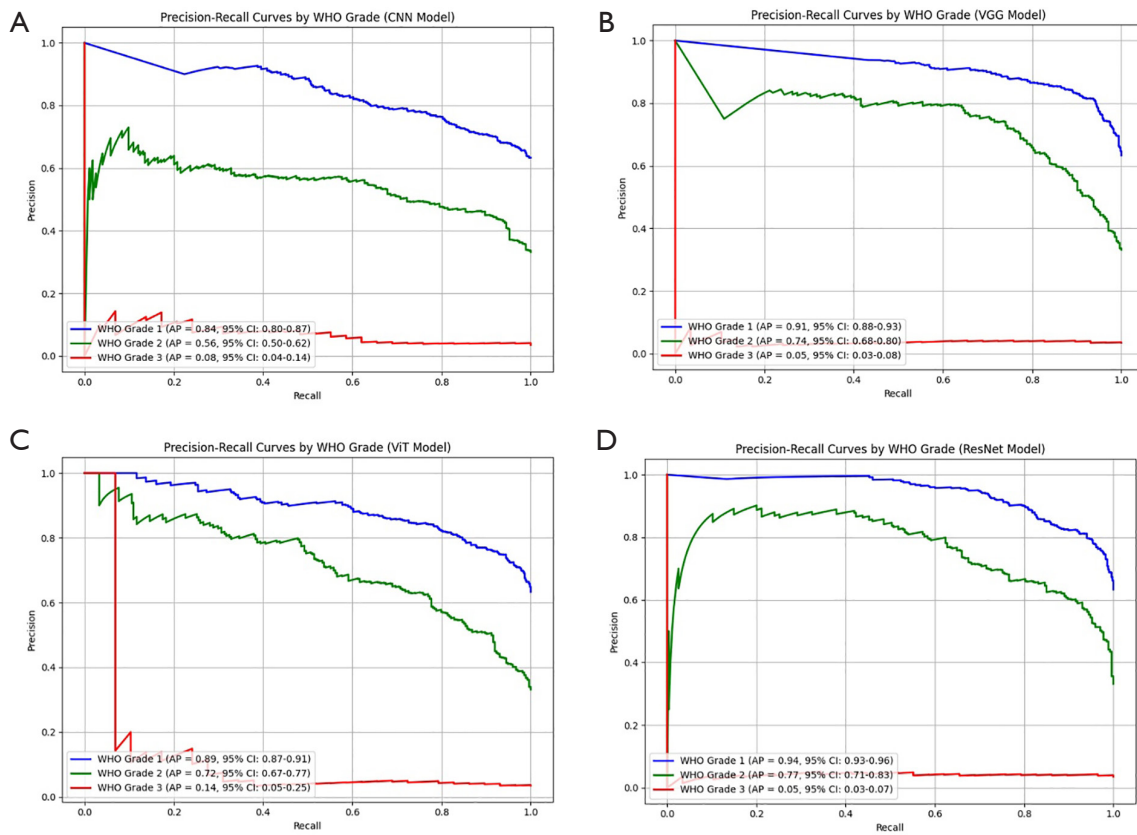 A
Precision-Recall Curves by WHO Grade (CNN Model)
1.0
0.8
0.6
0.4
0.2
0.0
Precision
WHO Grade 1 (AP = 0.84, 95% CI: 0.80-0.87)
WHO Grade 2 (AP = 0.56, 95% CI: 0.50-0.62)
WHO Grade 3 (AP = 0.08, 95% CI: 0.04-0.14)
0.0 0.2 0.4 0.6 0.8 1.0
Recall
B
Precision-Recall Curves by WHO Grade (VGG Model)
1.0
0.8
0.6
0.4
0.2
0.0
Precision
WHO Grade 1 (AP = 0.91, 95% CI: 0.88-0.93)
WHO Grade 2 (AP = 0.74, 95% CI: 0.68-0.80)
WHO Grade 3 (AP = 0.05, 95% CI: 0.03-0.08)
0.0 0.2 0.4 0.6 0.8 1.0
Recall
C
Precision-Recall Curves by WHO Grade (ViT Model)
1.0
0.8
0.6
0.4
0.2
0.0
Precision
WHO Grade 1 (AP = 0.89, 95% CI: 0.87-0.91)
WHO Grade 2 (AP = 0.72, 95% CI: 0.67-0.77)
WHO Grade 3 (AP = 0.14, 95% CI: 0.05-0.25)
0.0 0.2 0.4 0.6 0.8 1.0
Recall
D
Precision-Recall Curves by WHO Grade (ResNet Model)
1.0
0.8
0.6
0.4
0.2
0.0
Precision
WHO Grade 1 (AP = 0.94, 95% CI: 0.93-0.96)
WHO Grade 2 (AP = 0.77, 95% CI: 0.71-0.83)
WHO Grade 3 (AP = 0.05, 95% CI: 0.03-0.07)
0.0 0.2 0.4 0.6 0.8 1.0
Recall